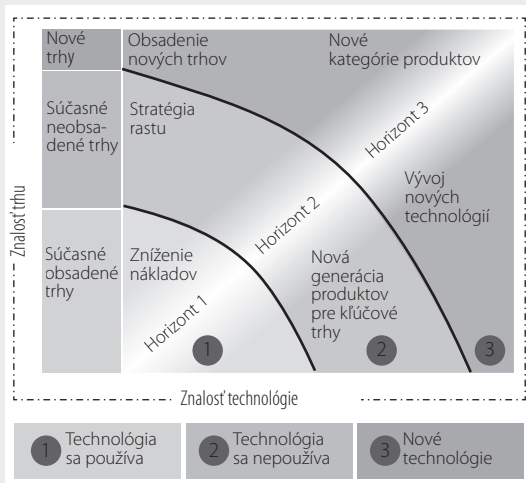 Nové
trhy
Obsadenie
nových trhov
Nové
kategórie produktov
Súčasné
neobsa-
dené trhy
Stratégia
rastu
Horizont 3
Vývoj
nových
technológií
Znalosť trhu
Horizont 2
Súčasné
obsadené
trhy
Zníženie
nákladov
Nová
generácia
produktov
pre kľúčové
trhy
Horizont 1
1
2
3
Znalosť technológie
1 Technológia
sa používa
2 Technológia
sa nepoužíva
3 Nové
technológie